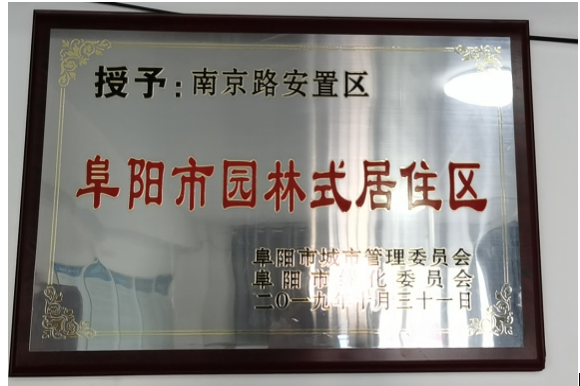 授予：南京路安置区
阜阳市园林式居住区
阜阳市城市管理委员会
阜阳市绿化委员会
二〇一九年十月三十一日